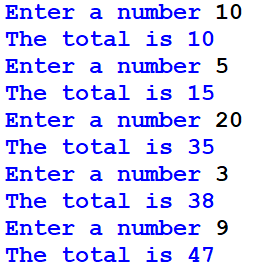 Enter a number 10
The total is 10
Enter a number 5
The total is 15
Enter a number 20
The total is 35
Enter a number 3
The total is 38
Enter a number 9
The total is 47